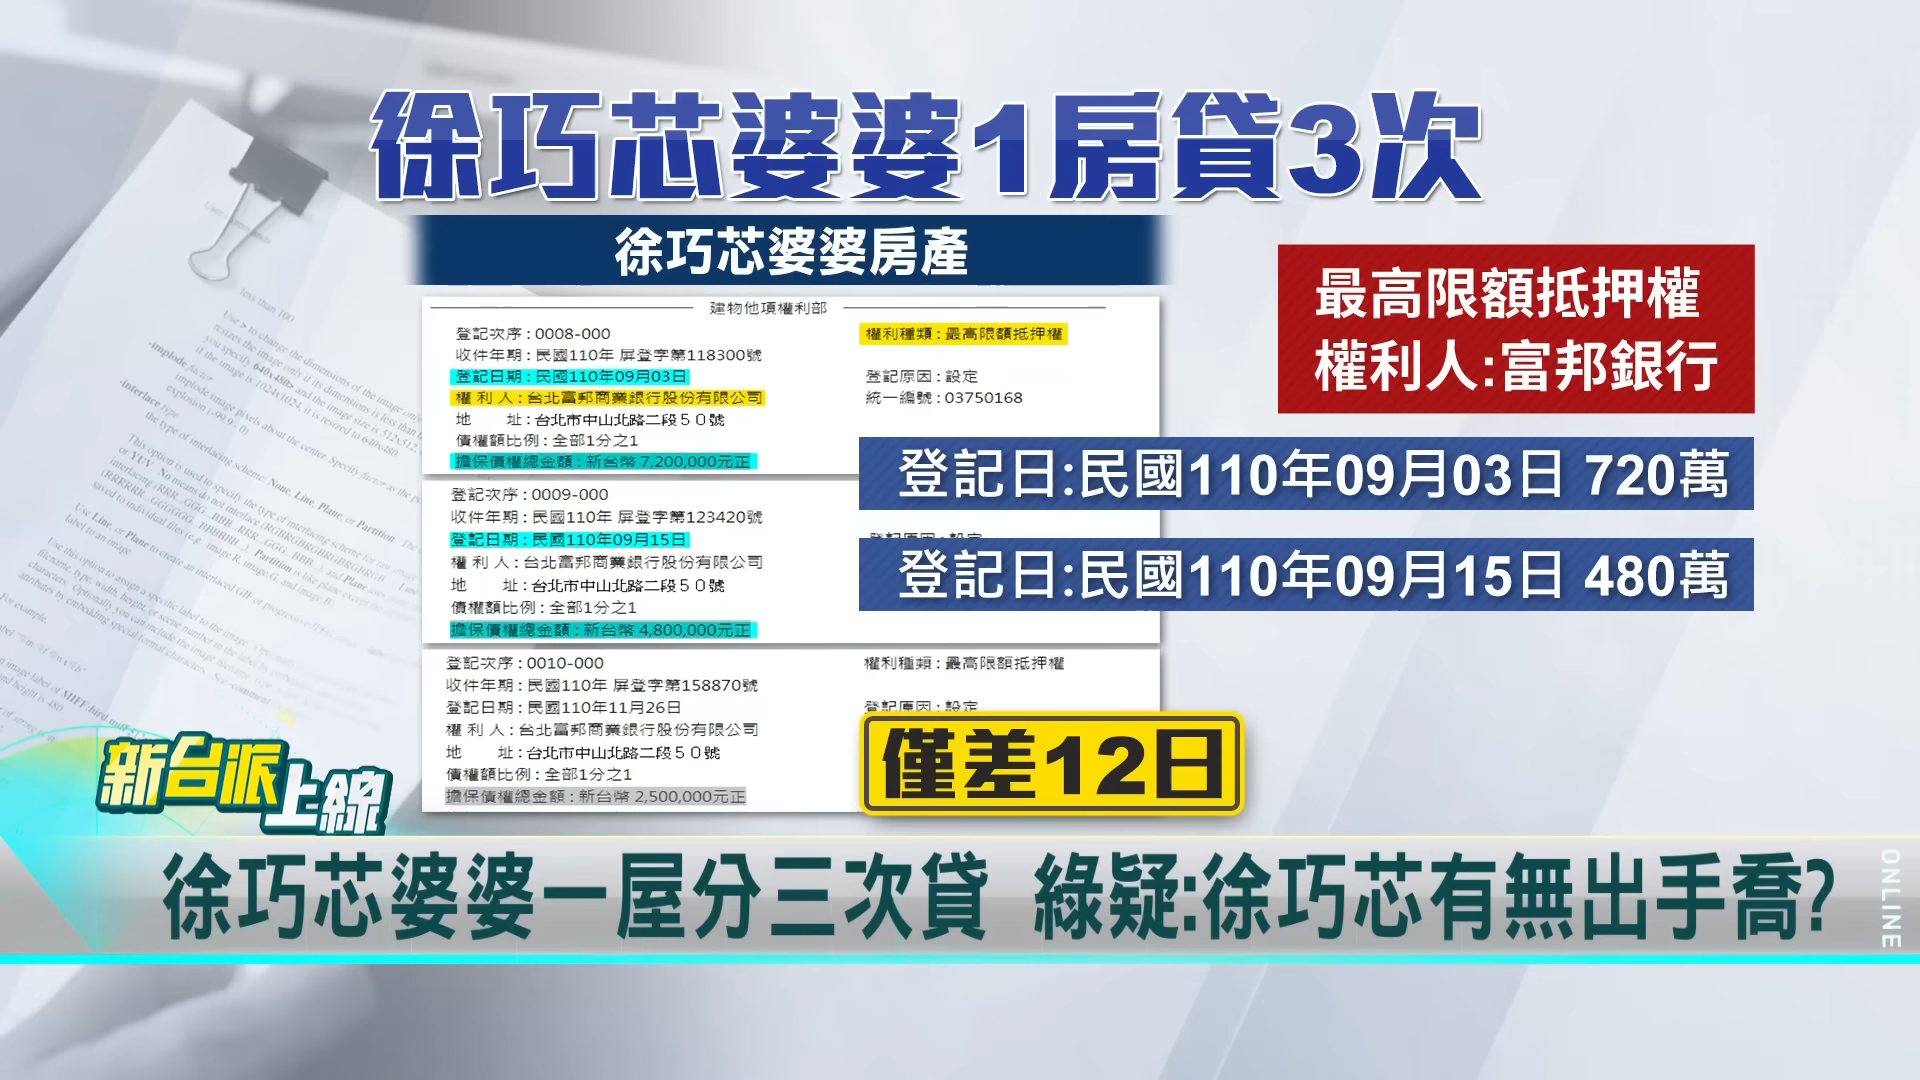 徐巧芯婆婆1房貸3次
徐巧芯婆婆房產
建物他項權利部
登記次序：0008-000
權利種類：最高限額抵押權
收件年期：民國110年 屏登字第118300號
登記日期：民國110年09月03日
登記原因：設定
權利人：台北富邦商業銀行股份有限公司
統一編號：03750168
地　址：台北市中山北路二段５０號
債權額比例：全部1分之1
擔保債權總金額：新台幣 7,200,000元正
登記次序：0009-000
收件年期：民國110年 屏登字第123420號
登記日期：民國110年09月15日
登記原因：設定
權利人：台北富邦商業銀行股份有限公司
地　址：台北市中山北路二段５０號
債權額比例：全部1分之1
擔保債權總金額：新台幣 4,800,000元正
登記次序：0010-000
權利種類：最高限額抵押權
收件年期：民國110年 屏登字第158870號
登記日期：民國110年11月26日
登記原因：設定
權利人：台北富邦商業銀行股份有限公司
地　址：台北市中山北路二段５０號
債權額比例：全部1分之1
擔保債權總金額：新台幣 2,500,000元正
最高限額抵押權
權利人:富邦銀行
登記日:民國110年09月03日 720萬
登記日:民國110年09月15日 480萬
僅差12日
新台派
上線
徐巧芯婆婆一屋分三次貸 綠疑:徐巧芯有無出手喬?
ONLINE